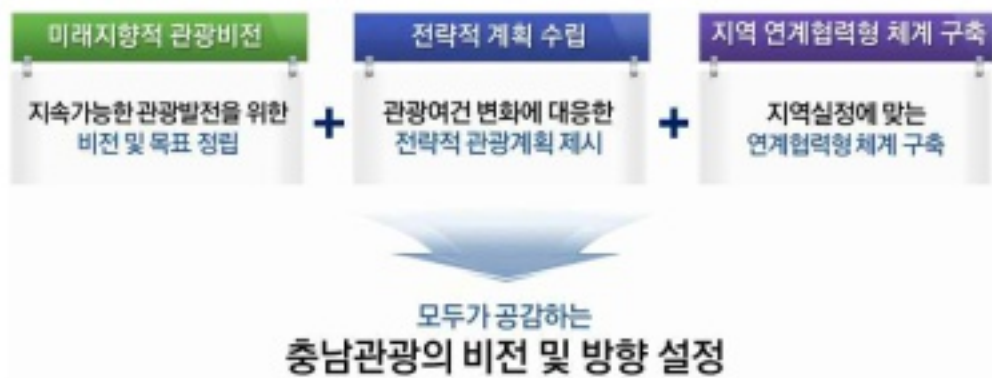 미래지향적 관광비전
지속가능한 관광발전을 위한
비전 및 목표 정립
+
전략적 계획 수립
관광여건 변화에 대응한
전략적 관광계획 제시
+
지역 연계협력형 체계 구축
지역실정에 맞는
연계협력형 체계 구축
모두가 공감하는
충남관광의 비전 및 방향 설정